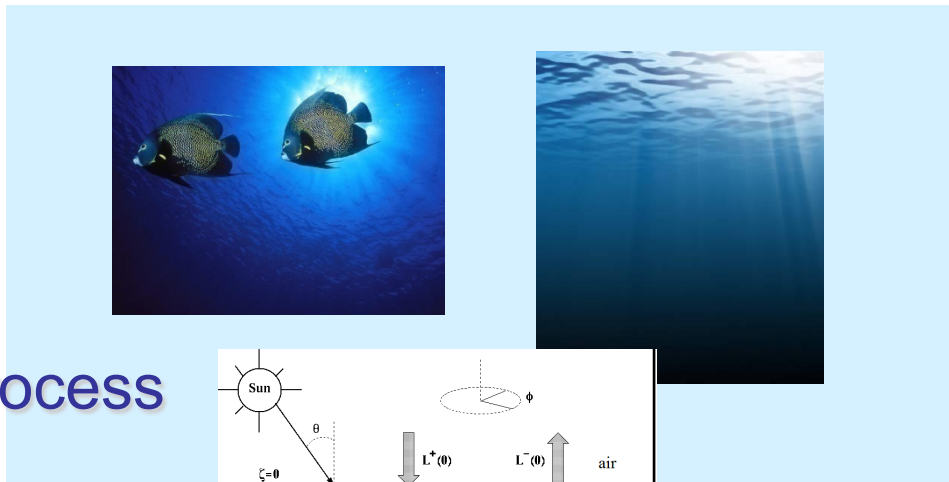 ocess
Sun
ϕ
θ
L⁺(0)
L⁻(0)
air
ζ=0